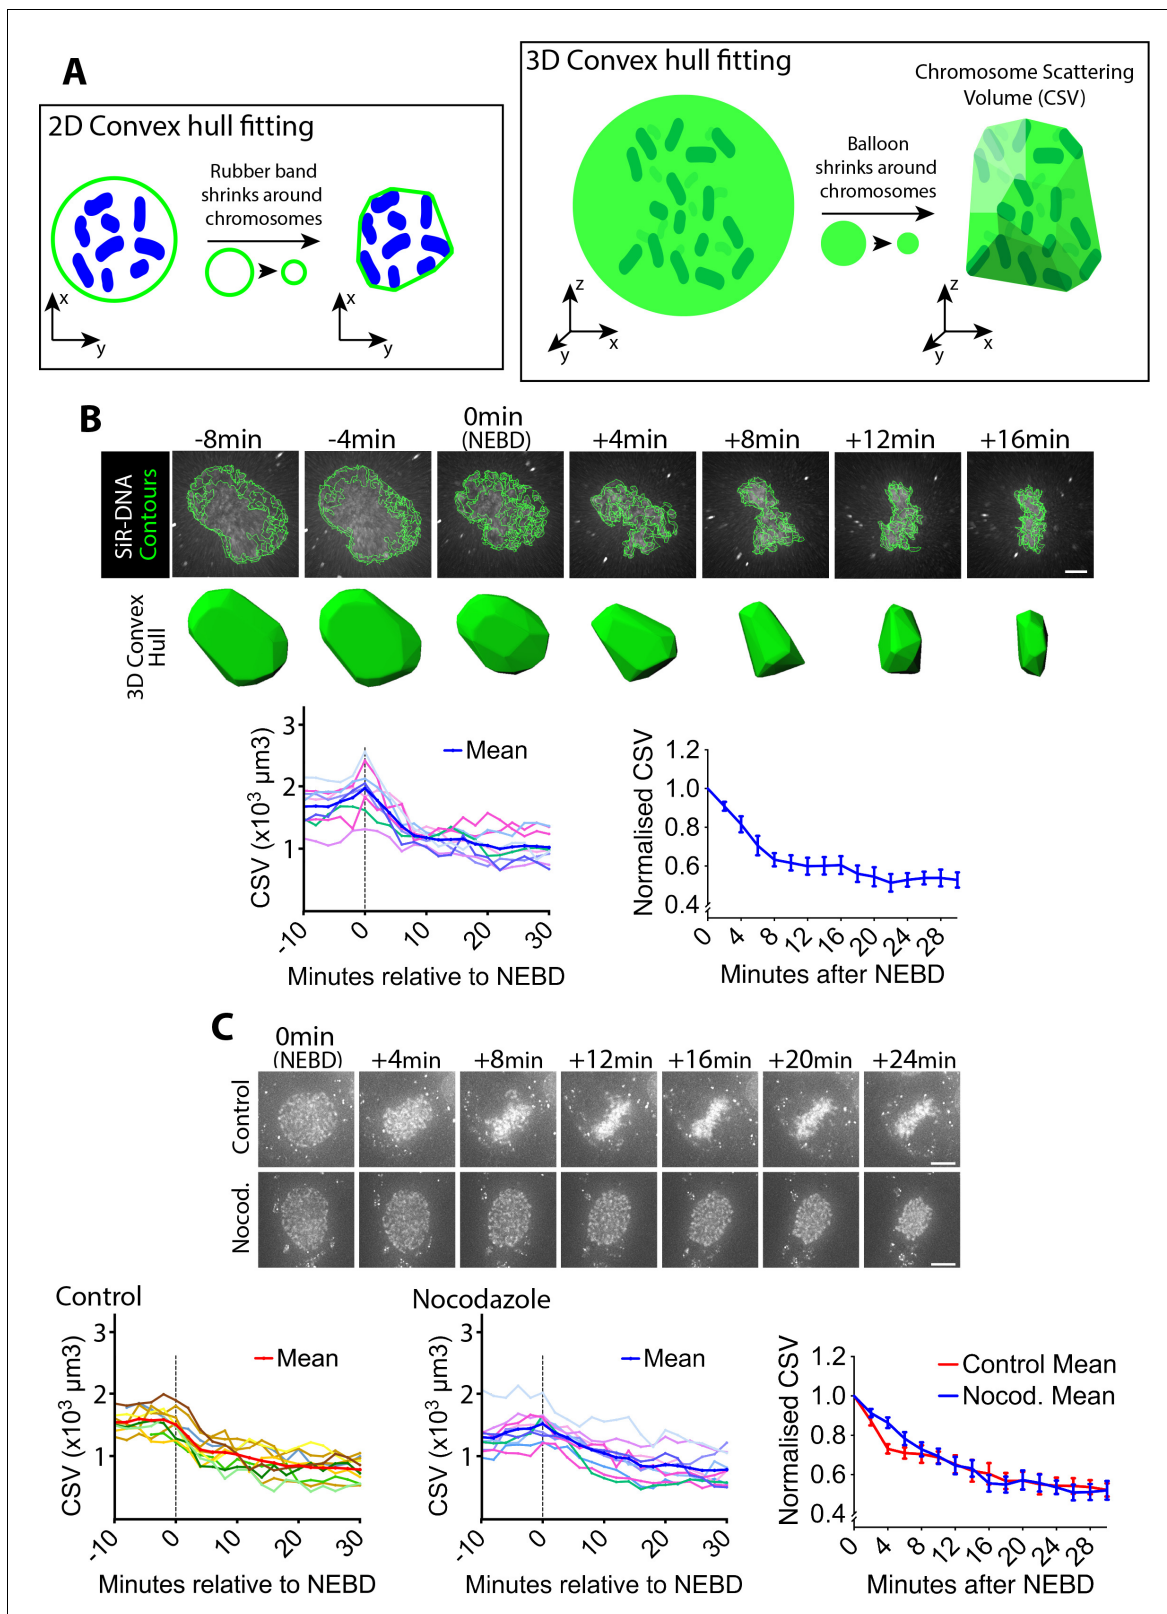 A
2D Convex hull fitting
Rubber band
shrinks around
chromosomes
x
y
x
y
3D Convex hull fitting
Chromosome Scattering
Volume (CSV)
Balloon
shrinks around
chromosomes
z
x
y
z
x
y
B
-8min
-4min
0min
(NEBD)
+4min
+8min
+12min
+16min
SiR-DNA
Contours
3D Convex
Hull
CSV (x10³ µm3)
3
2
1
-10
0
10
20
30
Mean
Minutes relative to NEBD
Normalised CSV
1.2
1.0
0.8
0.6
0.4
0
4
8
12
16
20
24
28
Minutes after NEBD
C
0min
(NEBD)
+4min
+8min
+12min
+16min
+20min
+24min
Control
Nocod.
Control
CSV (x10³ µm3)
3
2
1
-10
0
10
20
30
Mean
Minutes relative to NEBD
Nocodazole
CSV (x10³ µm3)
3
2
1
-10
0
10
20
30
Mean
Minutes relative to NEBD
Normalised CSV
1.2
1.0
0.8
0.6
0.4
0
4
8
12
16
20
24
28
Control Mean
Nocod. Mean
Minutes after NEBD